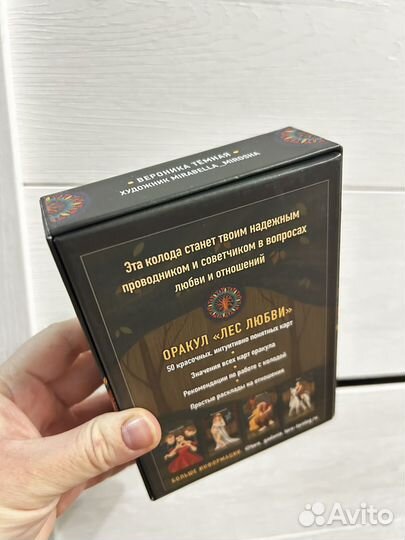 ВЕРОНИКА ТЁМНАЯ
ХУДОЖНИК MIRABELLA_MIROSHA
Эта колода станет твоим надежным
проводником и советчиком в вопросах
любви и отношений
ОРАКУЛ «ЛЕС ЛЮБВИ»
50 красочных, интуитивно понятных карт
Значения всех карт оракула
Рекомендации по работе с колодой
Простые расклады на отношения
БОЛЬШЕ ИНФОРМАЦИИ:
Avito